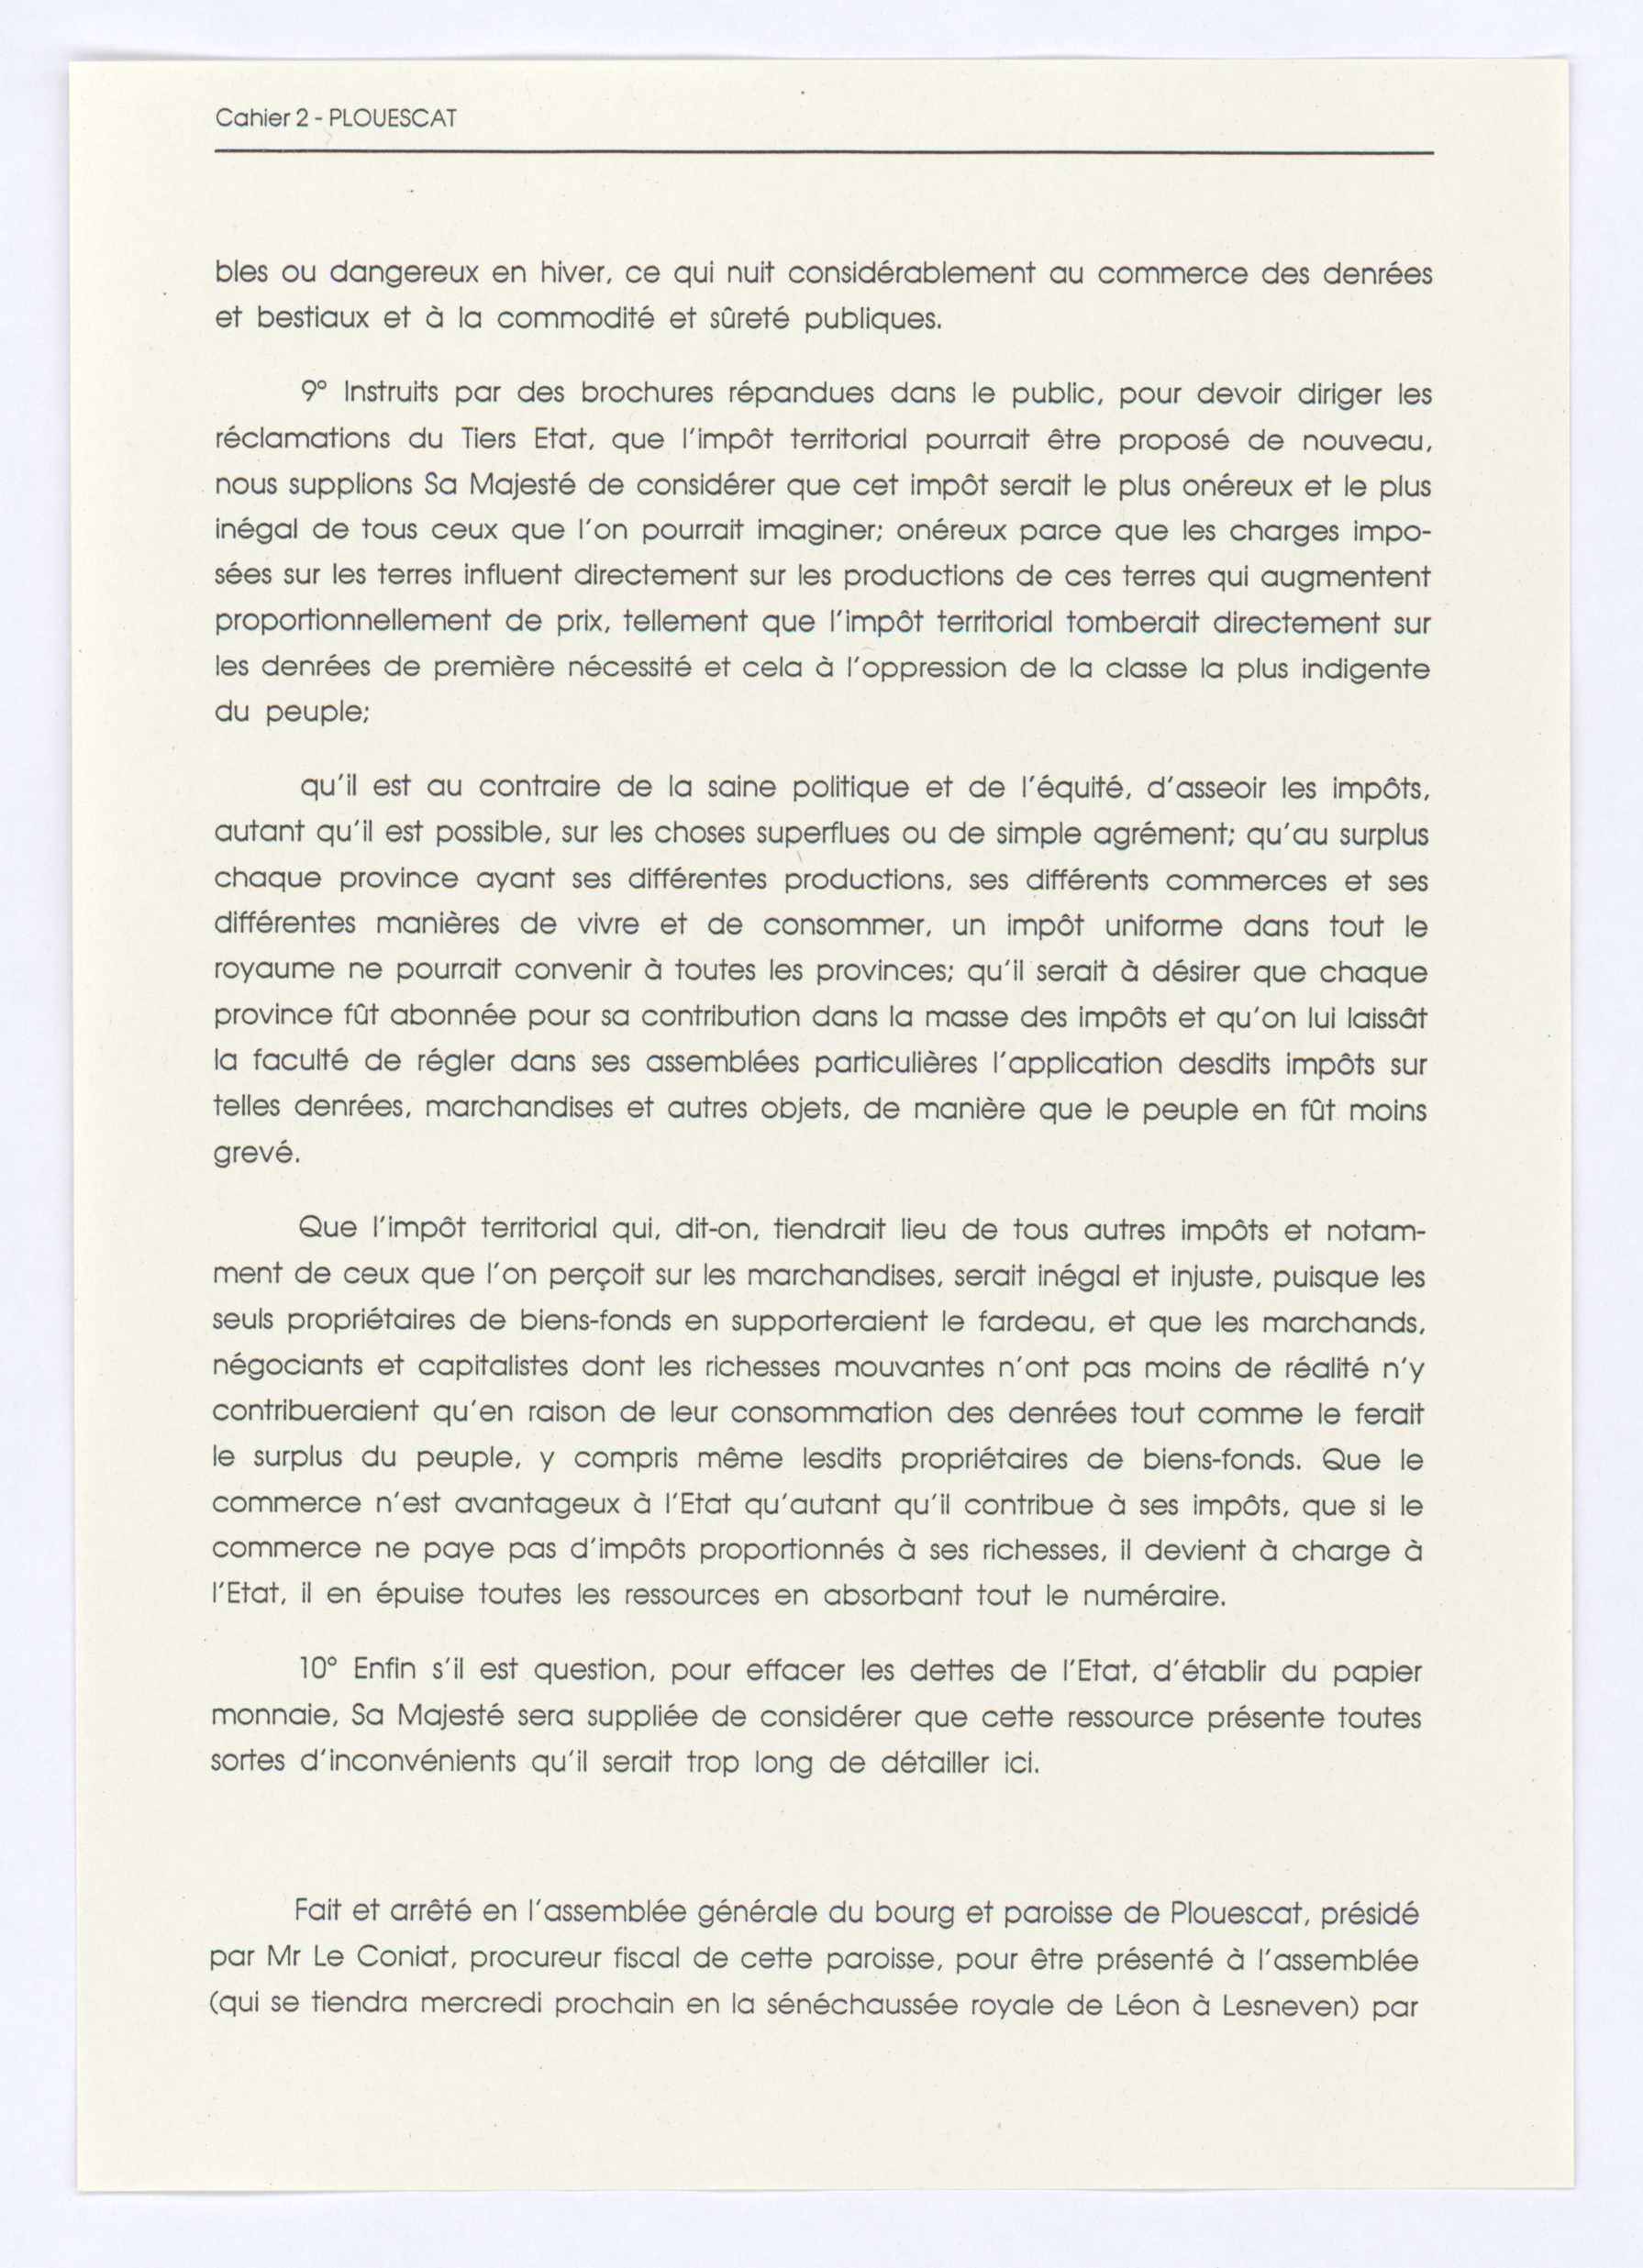 Cahier 2 - PLOUESCAT
bles ou dangereux en hiver, ce qui nuit considérablement au commerce des denrées
et bestiaux et à la commodité et sûreté publiques.
9° Instruits par des brochures répandues dans le public, pour devoir diriger les
réclamations du Tiers Etat, que l'impôt territorial pourrait être proposé de nouveau,
nous supplions Sa Majesté de considérer que cet impôt serait le plus onéreux et le plus
inégal de tous ceux que l'on pourrait imaginer; onéreux parce que les charges impo-
sées sur les terres influent directement sur les productions de ces terres qui augmentent
proportionnellement de prix, tellement que l'impôt territorial tomberait directement sur
les denrées de première nécessité et cela à l'oppression de la classe la plus indigente
du peuple;
qu'il est au contraire de la saine politique et de l'équité, d'asseoir les impôts,
autant qu'il est possible, sur les choses superflues ou de simple agrément; qu'au surplus
chaque province ayant ses différentes productions, ses différents commerces et ses
différentes manières de vivre et de consommer, un impôt uniforme dans tout le
royaume ne pourrait convenir à toutes les provinces; qu'il serait à désirer que chaque
province fût abonnée pour sa contribution dans la masse des impôts et qu'on lui laissât
la faculté de régler dans ses assemblées particulières l'application desdits impôts sur
telles denrées, marchandises et autres objets, de manière que le peuple en fût moins
grevé.
Que l'impôt territorial qui, dit-on, tiendrait lieu de tous autres impôts et notam-
ment de ceux que l'on perçoit sur les marchandises, serait inégal et injuste, puisque les
seuls propriétaires de biens-fonds en supporteraient le fardeau, et que les marchands,
négociants et capitalistes dont les richesses mouvantes n'ont pas moins de réalité n'y
contribueraient qu'en raison de leur consommation des denrées tout comme le ferait
le surplus du peuple, y compris même lesdits propriétaires de biens-fonds. Que le
commerce n'est avantageux à l'Etat qu'autant qu'il contribue à ses impôts, que si le
commerce ne paye pas d'impôts proportionnés à ses richesses, il devient à charge à
l'Etat, il en épuise toutes les ressources en absorbant tout le numéraire.
10° Enfin s'il est question, pour effacer les dettes de l'Etat, d'établir du papier
monnaie, Sa Majesté sera suppliée de considérer que cette ressource présente toutes
sortes d'inconvénients qu'il serait trop long de détailler ici.
Fait et arrêté en l'assemblée générale du bourg et paroisse de Plouescat, présidé
par Mr Le Coniat, procureur fiscal de cette paroisse, pour être présenté à l'assemblée
(qui se tiendra mercredi prochain en la sénéchaussée royale de Léon à Lesneven) par